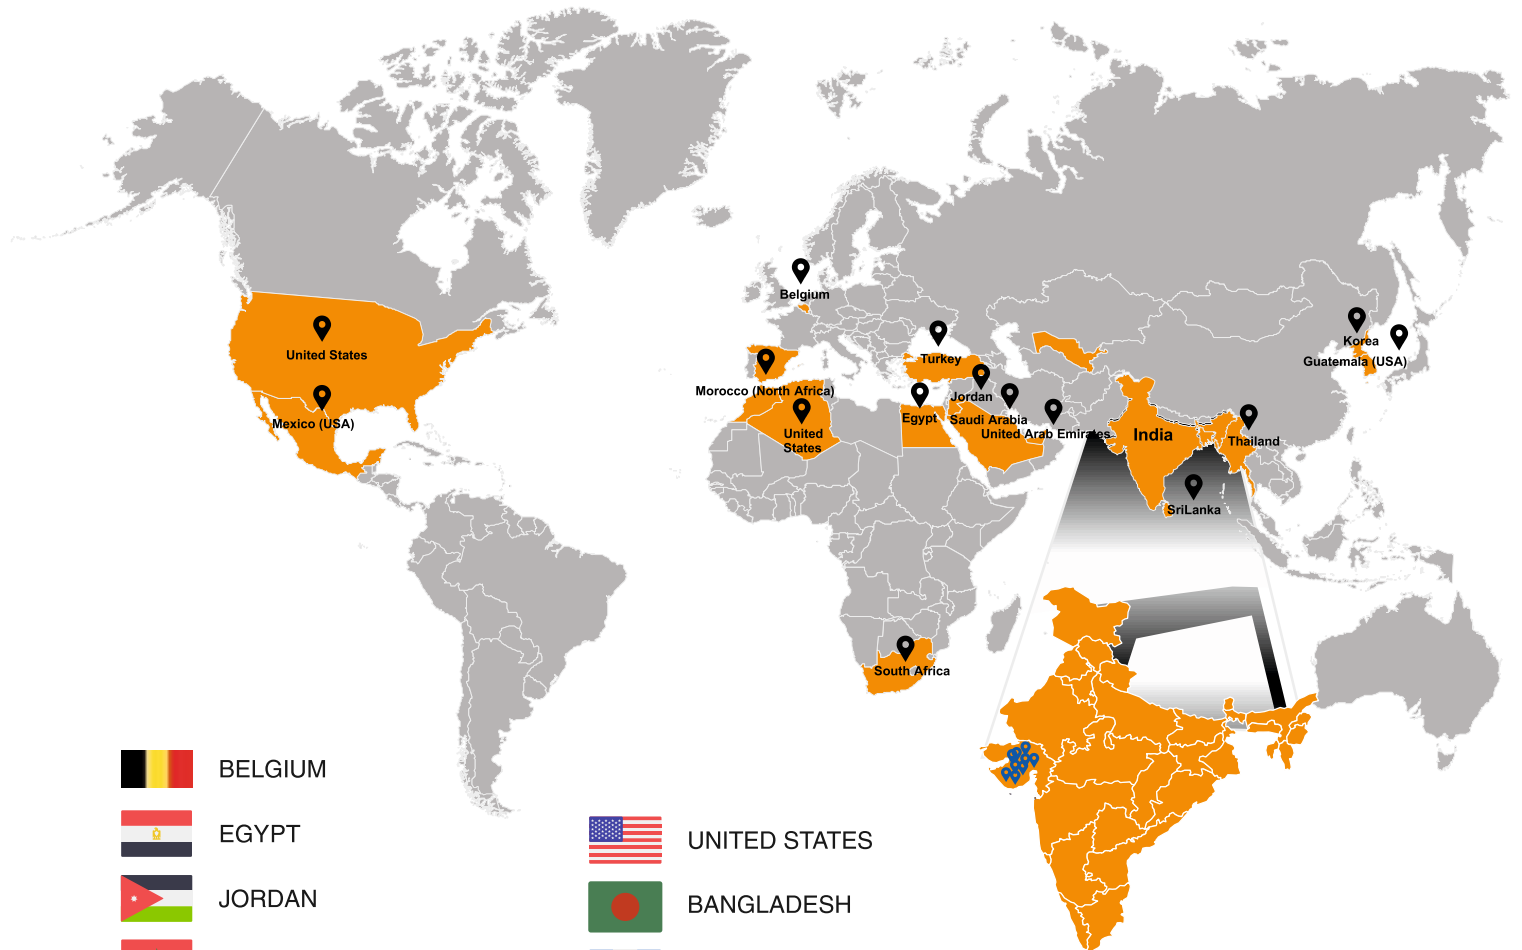 Belgium
Turkey
Korea
Guatemala (USA)
United States
Morocco (North Africa)
Jordan
Egypt
Saudi Arabia
United Arab Emirates
India
Thailand
Mexico (USA)
United
States
SriLanka
South Africa
BELGIUM
EGYPT
JORDAN
UNITED STATES
BANGLADESH